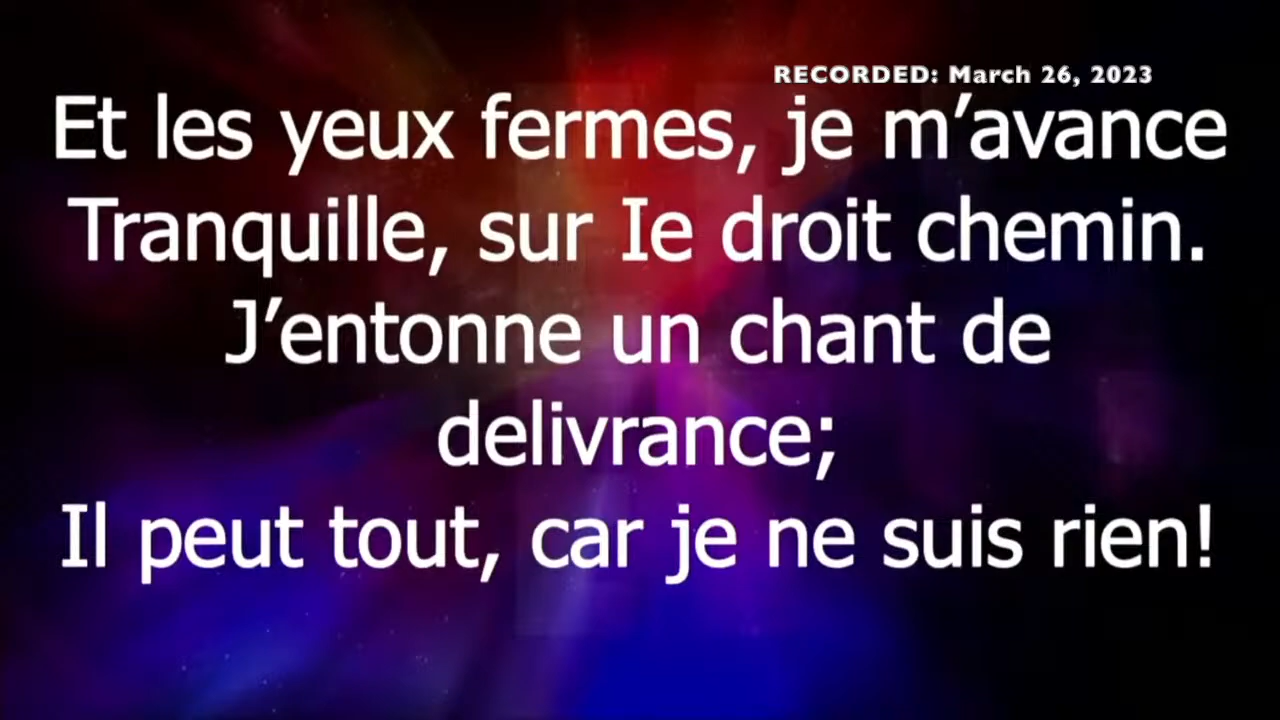 RECORDED: March 26, 2023
Et les yeux fermes, je m’avance
Tranquille, sur Ie droit chemin.
J’entonne un chant de
delivrance;
Il peut tout, car je ne suis rien!